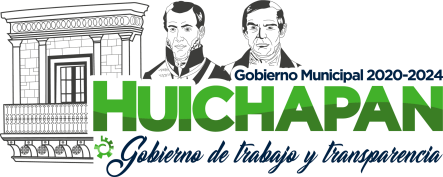 Gobierno Municipal 2020-2024
HUICHAPAN
Gobierno de trabajo y transparencia